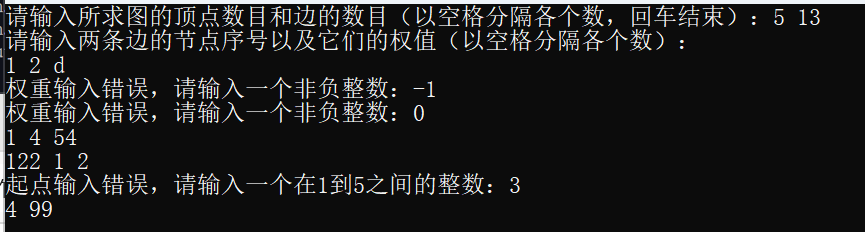 请输入所求图的顶点数目和边的数目（以空格分隔各个数，回车结束）：5 13
请输入两条边的节点序号以及它们的权值（以空格分隔各个数）：
1 2 d
权重输入错误，请输入一个非负整数：-1
权重输入错误，请输入一个非负整数：0
1 4 54
122 1 2
起点输入错误，请输入一个在1到5之间的整数：3
4 99